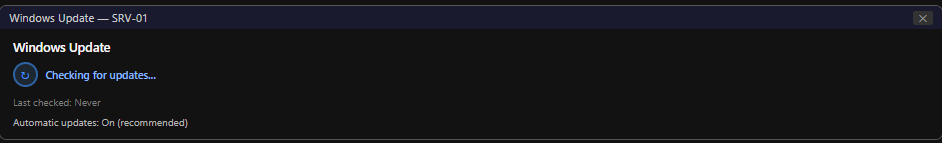 Windows Update — SRV-01
Windows Update
Checking for updates...
Last checked: Never
Automatic updates: On (recommended)